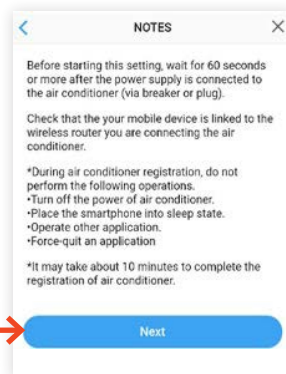 NOTES
Before starting this setting, wait for 60 seconds
or more after the power supply is connected to
the air conditioner (via breaker or plug).
Check that the your mobile device is linked to the
wireless router you are connecting the air
conditioner.
*During air conditioner registration, do not
perform the following operations.
•Turn off the power of air conditioner.
•Place the smartphone into sleep state.
•Operate other application.
•Force-quit an application
*It may take about 10 minutes to complete the
registration of air conditioner.
Next